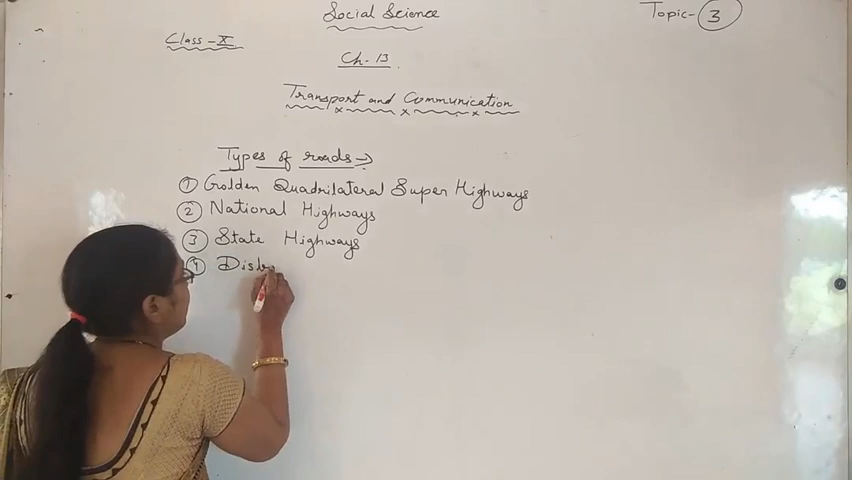 Social Science
Topic- 3
Class - X
Ch. 13
Transport and Communication
Types of roads →
1 Golden Quadrilateral Super Highways
2 National Highways
3 State Highways
4